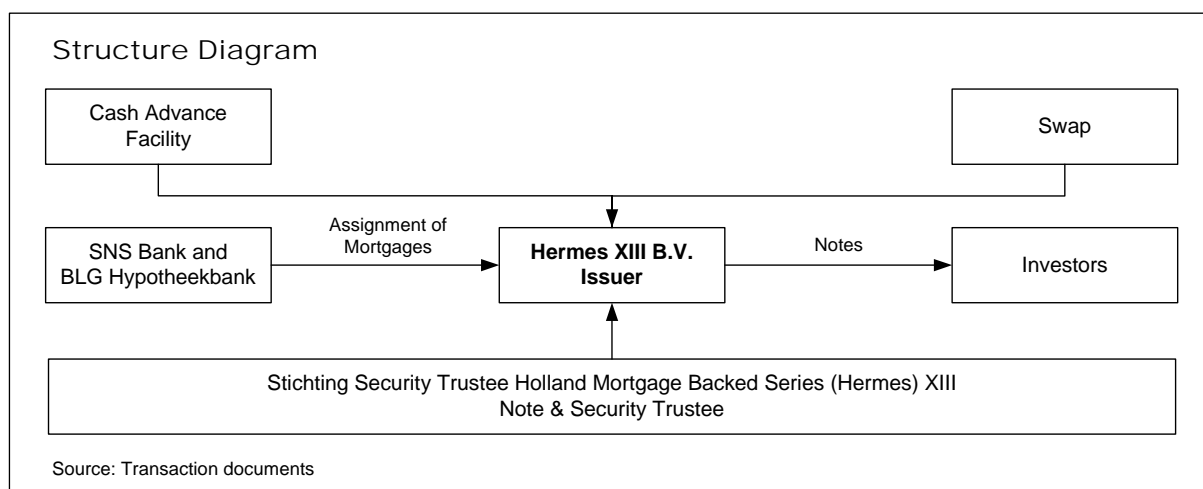 Structure Diagram
Cash Advance
Facility
Swap
SNS Bank and
BLG Hypotheekbank
Assignment of
Mortgages
Hermes XIII B.V.
Issuer
Notes
Investors
Stichting Security Trustee Holland Mortgage Backed Series (Hermes) XIII
Note & Security Trustee
Source: Transaction documents